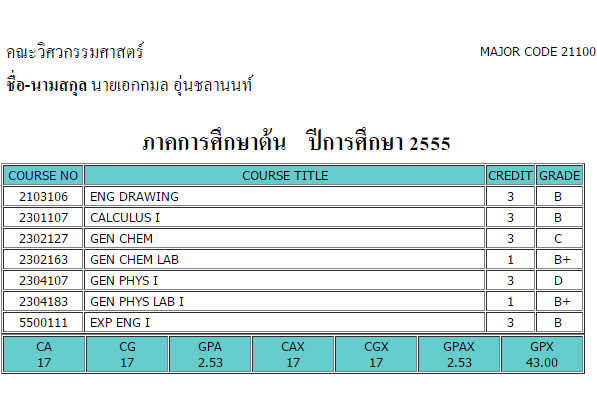 คณะวิศวกรรมศาสตร์ MAJOR CODE 21100
ชื่อ-นามสกุล นายเอกกมล อุ่นชลานนท์
ภาคการศึกษาต้น ปีการศึกษา 2555
COURSE NO COURSE TITLE CREDIT GRADE
2103106 ENG DRAWING 3 B
2301107 CALCULUS I 3 B
2302127 GEN CHEM 3 C
2302163 GEN CHEM LAB 1 B+
2304107 GEN PHYS I 3 D
2304183 GEN PHYS LAB I 1 B+
5500111 EXP ENG I 3 B
CA CG GPA CAX CGX GPAX GPX
17 17 2.53 17 17 2.53 43.00